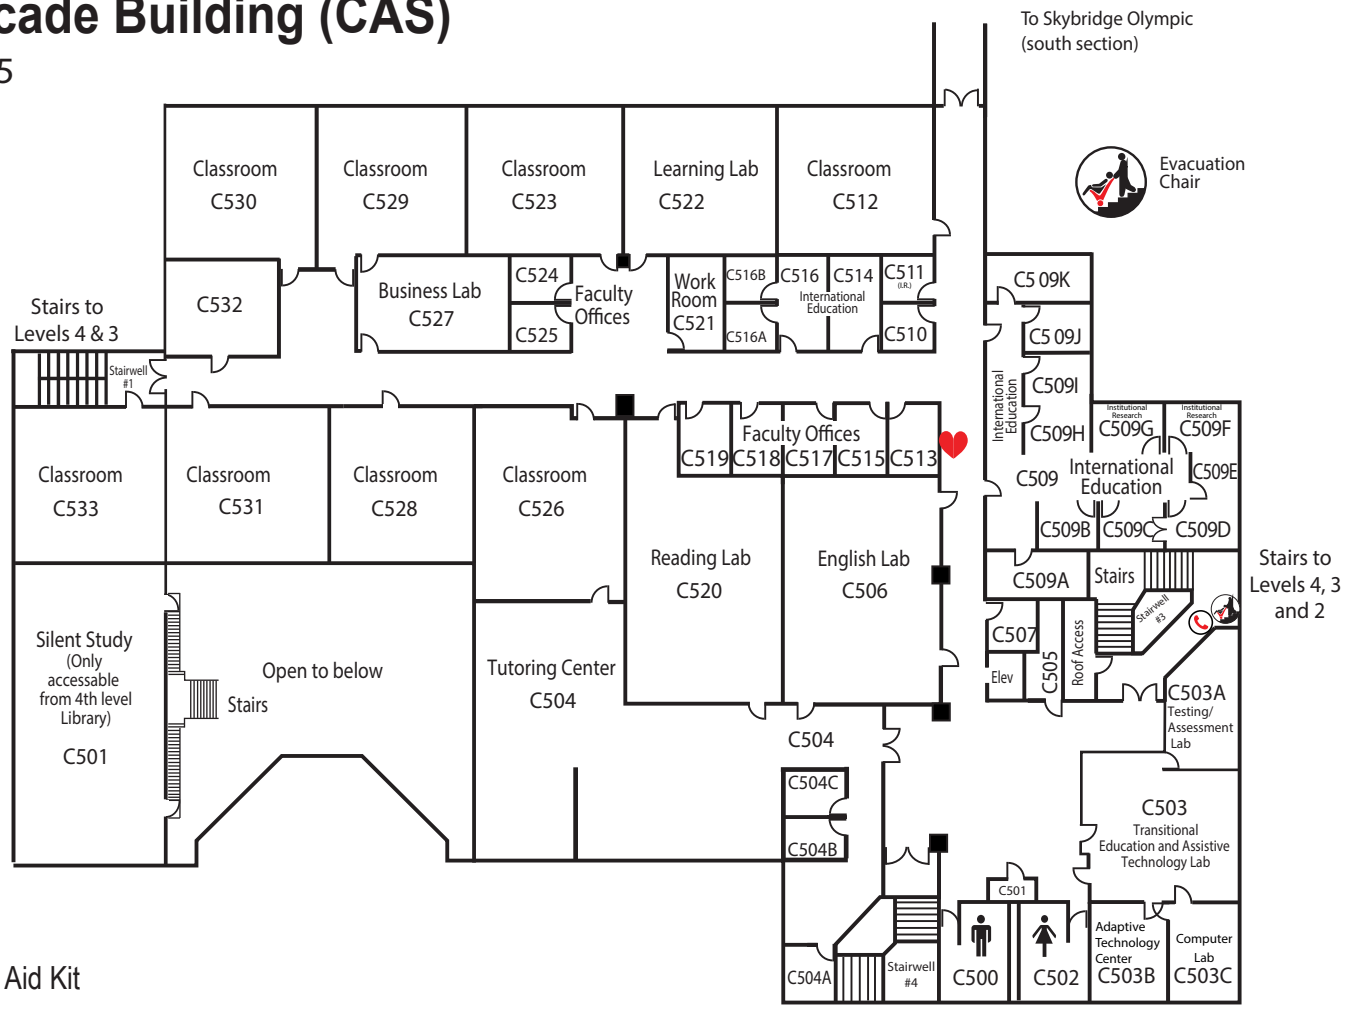 cade Building (CAS)
5
To Skybridge Olympic
(south section)
Evacuation
Chair
Classroom
C530
Classroom
C529
Classroom
C523
Learning Lab
C522
Classroom
C512
C532
Business Lab
C527
C524
C525
Faculty
Offices
Work
Room
C521
C516B
C516A
C516
C514
International
Education
C511
(I.R.)
C510
C509K
C509J
C509I
C509H
International
Education
Stairs to
Levels 4 & 3
Stairwell
#1
Classroom
C533
Classroom
C531
Classroom
C528
Classroom
C526
Faculty Offices
C519
C518
C517
C515
C513
Institutional
Research
C509G
Institutional
Research
C509F
C509
International
Education
C509E
C509B
C509C
C509D
C509A
Stairs
Stairwell
#3
Stairs to
Levels 4, 3
and 2
Reading Lab
C520
English Lab
C506
C507
Elev
C505
Roof Access
Silent Study
(Only
accessable
from 4th level
Library)
C501
Open to below
Stairs
Tutoring Center
C504
C504
C504C
C504B
C504A
C503A
Testing/
Assessment
Lab
C503
Transitional
Education and Assistive
Technology Lab
C501
Stairwell
#4
C500
C502
Adaptive
Technology
Center
C503B
Computer
Lab
C503C
Aid Kit